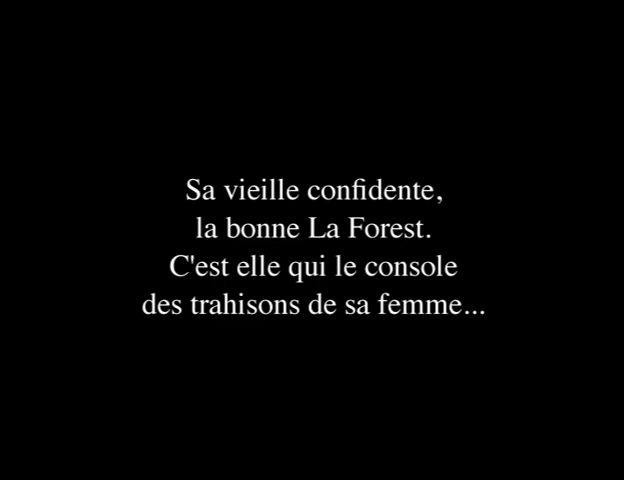 Sa vieille confidente,
la bonne La Forest.
C'est elle qui le console
des trahisons de sa femme...